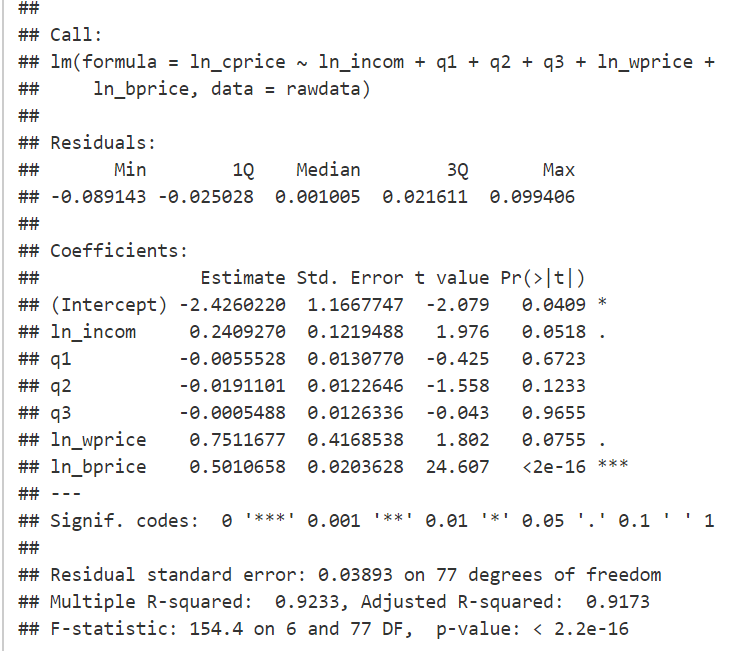 ##
## Call:
## lm(formula = ln_cprice ~ ln_incom + q1 + q2 + q3 + ln_wprice +
##     ln_bprice, data = rawdata)
##
## Residuals:
##       Min        1Q    Median        3Q       Max
## -0.089143 -0.025028  0.001005  0.021611  0.099406
##
## Coefficients:
##               Estimate Std. Error t value Pr(>|t|)
## (Intercept) -2.4260220  1.1667747  -2.079   0.0409 *
## ln_incom     0.2409270  0.1219488   1.976   0.0518 .
## q1          -0.0055528  0.0130770  -0.425   0.6723
## q2          -0.0191101  0.0122646  -1.558   0.1233
## q3          -0.0005488  0.0126336  -0.043   0.9655
## ln_wprice    0.7511677  0.4168538   1.802   0.0755 .
## ln_bprice    0.5010658  0.0203628  24.607   <2e-16 ***
## ---
## Signif. codes:  0 '***' 0.001 '**' 0.01 '*' 0.05 '.' 0.1 ' ' 1
##
## Residual standard error: 0.03893 on 77 degrees of freedom
## Multiple R-squared:  0.9233, Adjusted R-squared:  0.9173
## F-statistic: 154.4 on 6 and 77 DF,  p-value: < 2.2e-16